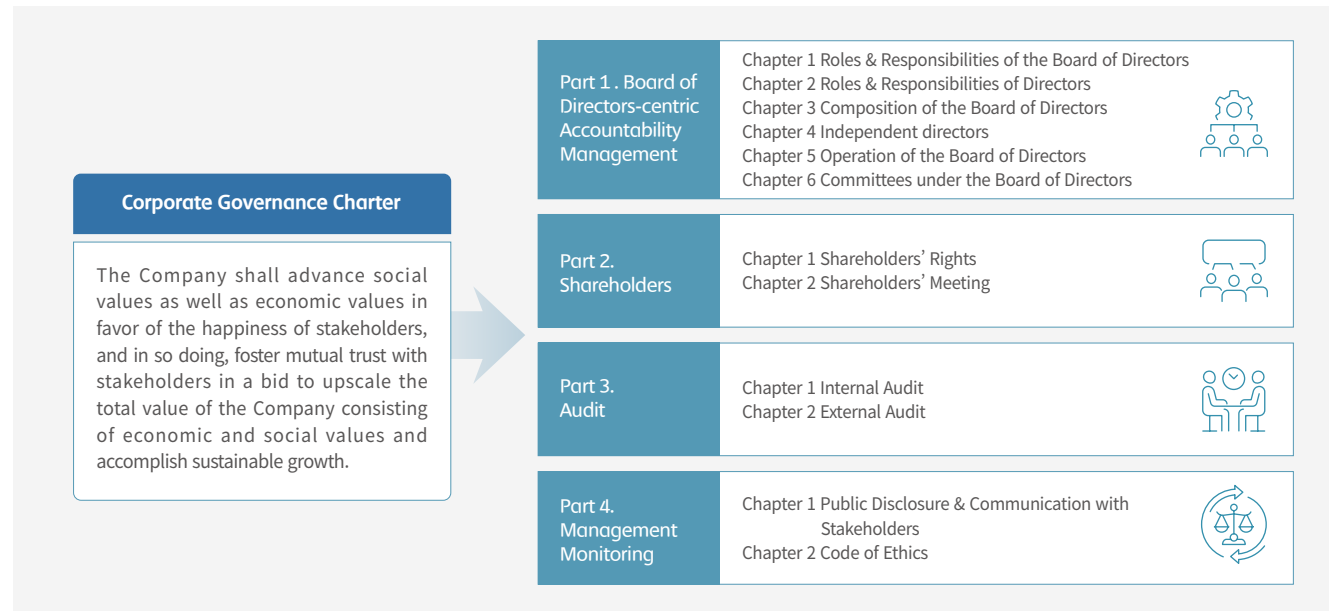 Corporate Governance Charter
The Company shall advance social
values as well as economic values in
favor of the happiness of stakeholders,
and in so doing, foster mutual trust with
stakeholders in a bid to upscale the
total value of the Company consisting
of economic and social values and
accomplish sustainable growth.
Part 1 . Board of
Directors-centric
Accountability
Management
Chapter 1 Roles & Responsibilities of the Board of Directors
Chapter 2 Roles & Responsibilities of Directors
Chapter 3 Composition of the Board of Directors
Chapter 4 Independent directors
Chapter 5 Operation of the Board of Directors
Chapter 6 Committees under the Board of Directors
Part 2.
Shareholders
Chapter 1 Shareholders’ Rights
Chapter 2 Shareholders’ Meeting
Part 3.
Audit
Chapter 1 Internal Audit
Chapter 2 External Audit
Part 4.
Management
Monitoring
Chapter 1 Public Disclosure & Communication with
Stakeholders
Chapter 2 Code of Ethics